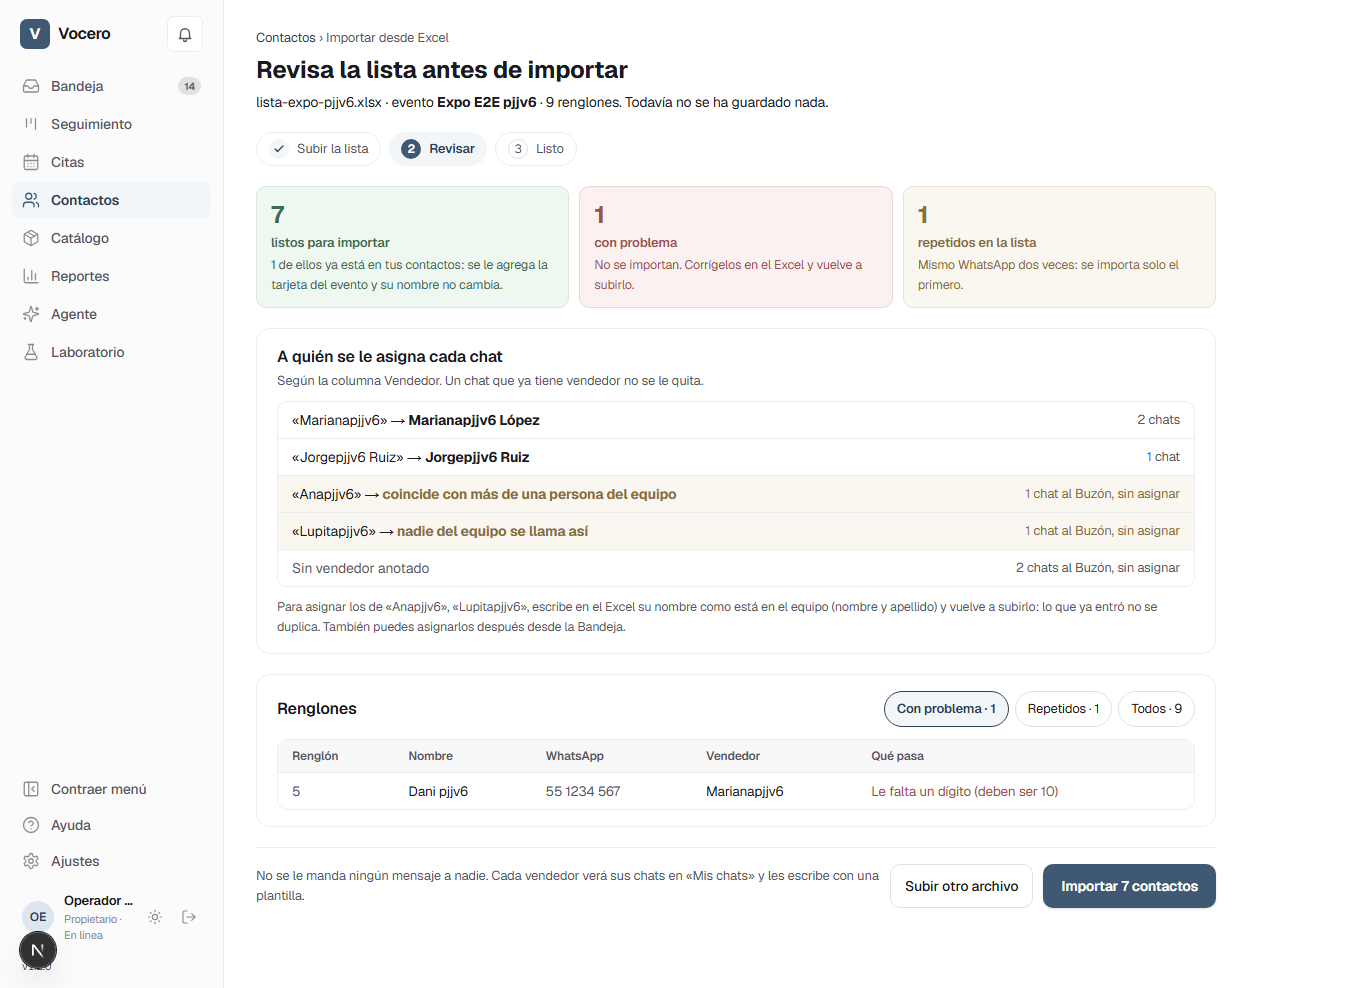 V Vocero
Bandeja 14
Seguimiento
Citas
Contactos
Catálogo
Reportes
Agente
Laboratorio
Contraer menú
Ayuda
Ajustes
OE Operador ...
Propietario ·
En línea
N
Contactos › Importar desde Excel
Revisa la lista antes de importar
lista-expo-pjjv6.xlsx · evento Expo E2E pjjv6 · 9 renglones. Todavía no se ha guardado nada.
Subir la lista
2 Revisar
3 Listo
7
listos para importar
1 de ellos ya está en tus contactos: se le agrega la
tarjeta del evento y su nombre no cambia.
1
con problema
No se importan. Corrígelos en el Excel y vuelve a
subirlo.
1
repetidos en la lista
Mismo WhatsApp dos veces: se importa solo el
primero.
A quién se le asigna cada chat
Según la columna Vendedor. Un chat que ya tiene vendedor no se le quita.
«Marianapjjv6» → Marianapjjv6 López 2 chats
«Jorgepjjv6 Ruiz» → Jorgepjjv6 Ruiz 1 chat
«Anapjjv6» → coincide con más de una persona del equipo 1 chat al Buzón, sin asignar
«Lupitapjjv6» → nadie del equipo se llama así 1 chat al Buzón, sin asignar
Sin vendedor anotado 2 chats al Buzón, sin asignar
Para asignar los de «Anapjjv6», «Lupitapjjv6», escribe en el Excel su nombre como está en el equipo (nombre y apellido) y vuelve a subirlo: lo que ya entró no se
duplica. También puedes asignarlos después desde la Bandeja.
Renglones Con problema · 1 Repetidos · 1 Todos · 9
Renglón Nombre WhatsApp Vendedor Qué pasa
5 Dani pjjv6 55 1234 567 Marianapjjv6 Le falta un dígito (deben ser 10)
No se le manda ningún mensaje a nadie. Cada vendedor verá sus chats en «Mis chats» y les escribe con una
plantilla.
Subir otro archivo
Importar 7 contactos